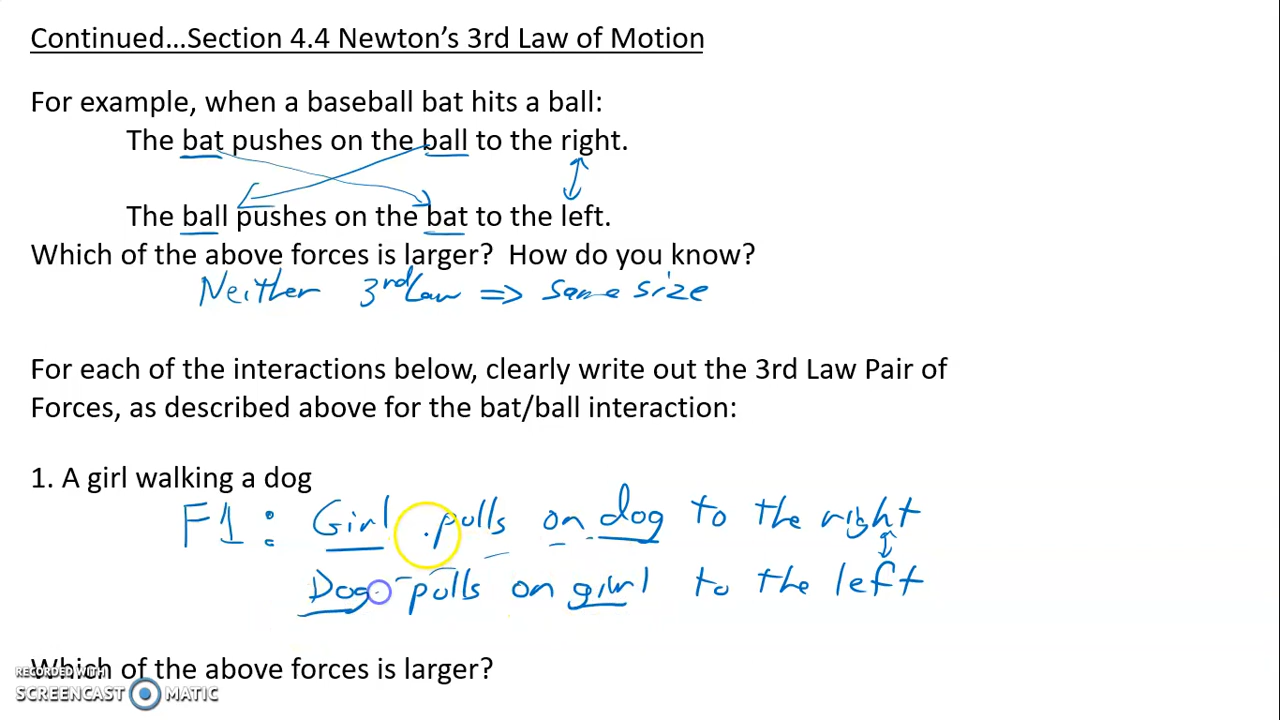 Continued...Section 4.4 Newton's 3rd Law of Motion
For example, when a baseball bat hits a ball:
The bat pushes on the ball to the right.
The ball pushes on the bat to the left.
Which of the above forces is larger?  How do you know?
Neither 3rd Law => same size
For each of the interactions below, clearly write out the 3rd Law Pair of
Forces, as described above for the bat/ball interaction:
1. A girl walking a dog
F1: Girl pulls on dog to the right
Dog pulls on girl to the left
Which of the above forces is larger?
RECORDED WITH
SCREENCAST MATIC